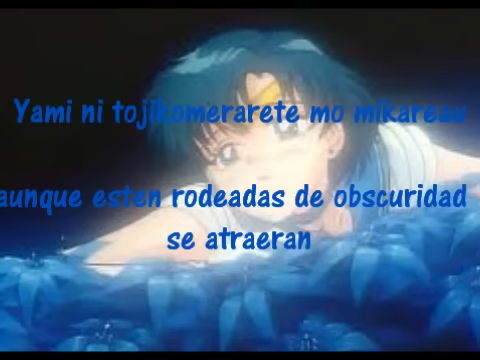 Yami ni tojikomerarete mo mikareau
aunque esten rodeadas de obscuridad
se atraeran